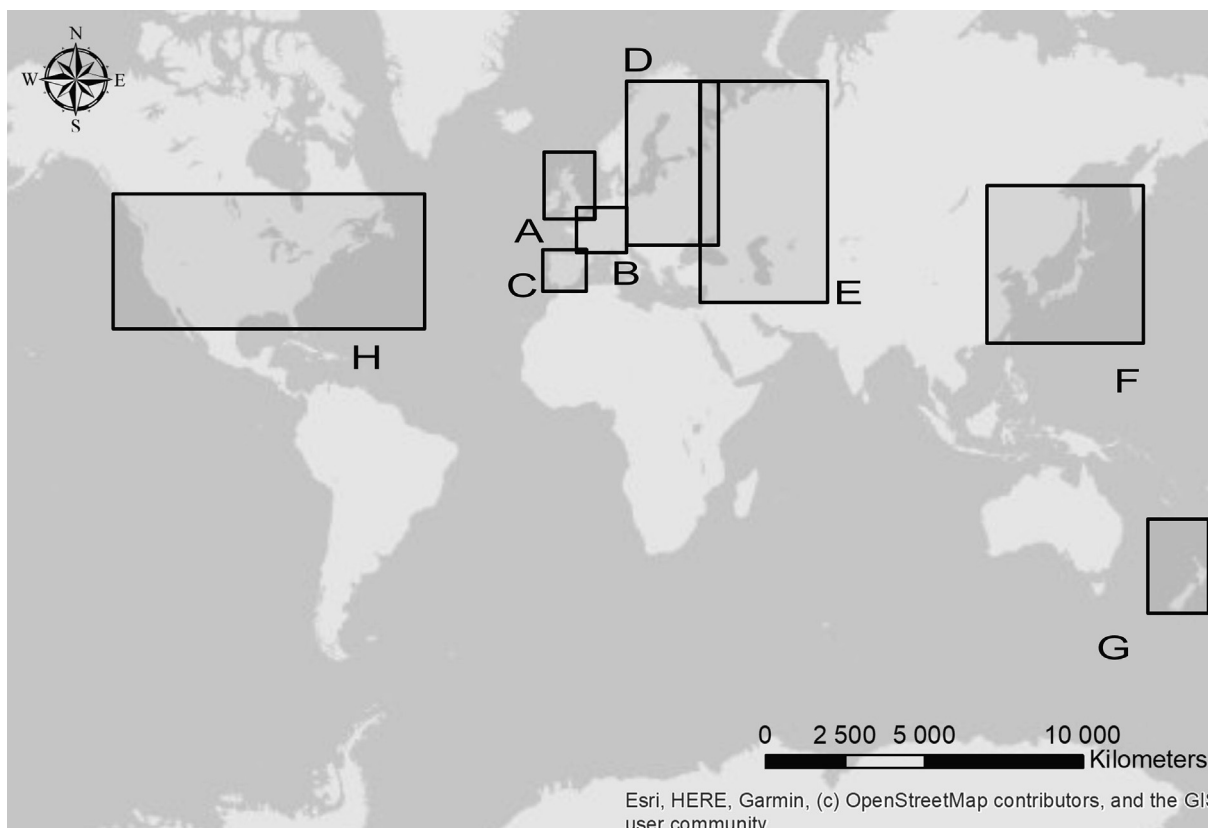 N
W E
S
D
A
B
C
E
H
F
G
0 2 500 5 000 10 000
Kilometers
Esri, HERE, Garmin, (c) OpenStreetMap contributors, and the GIS
user community